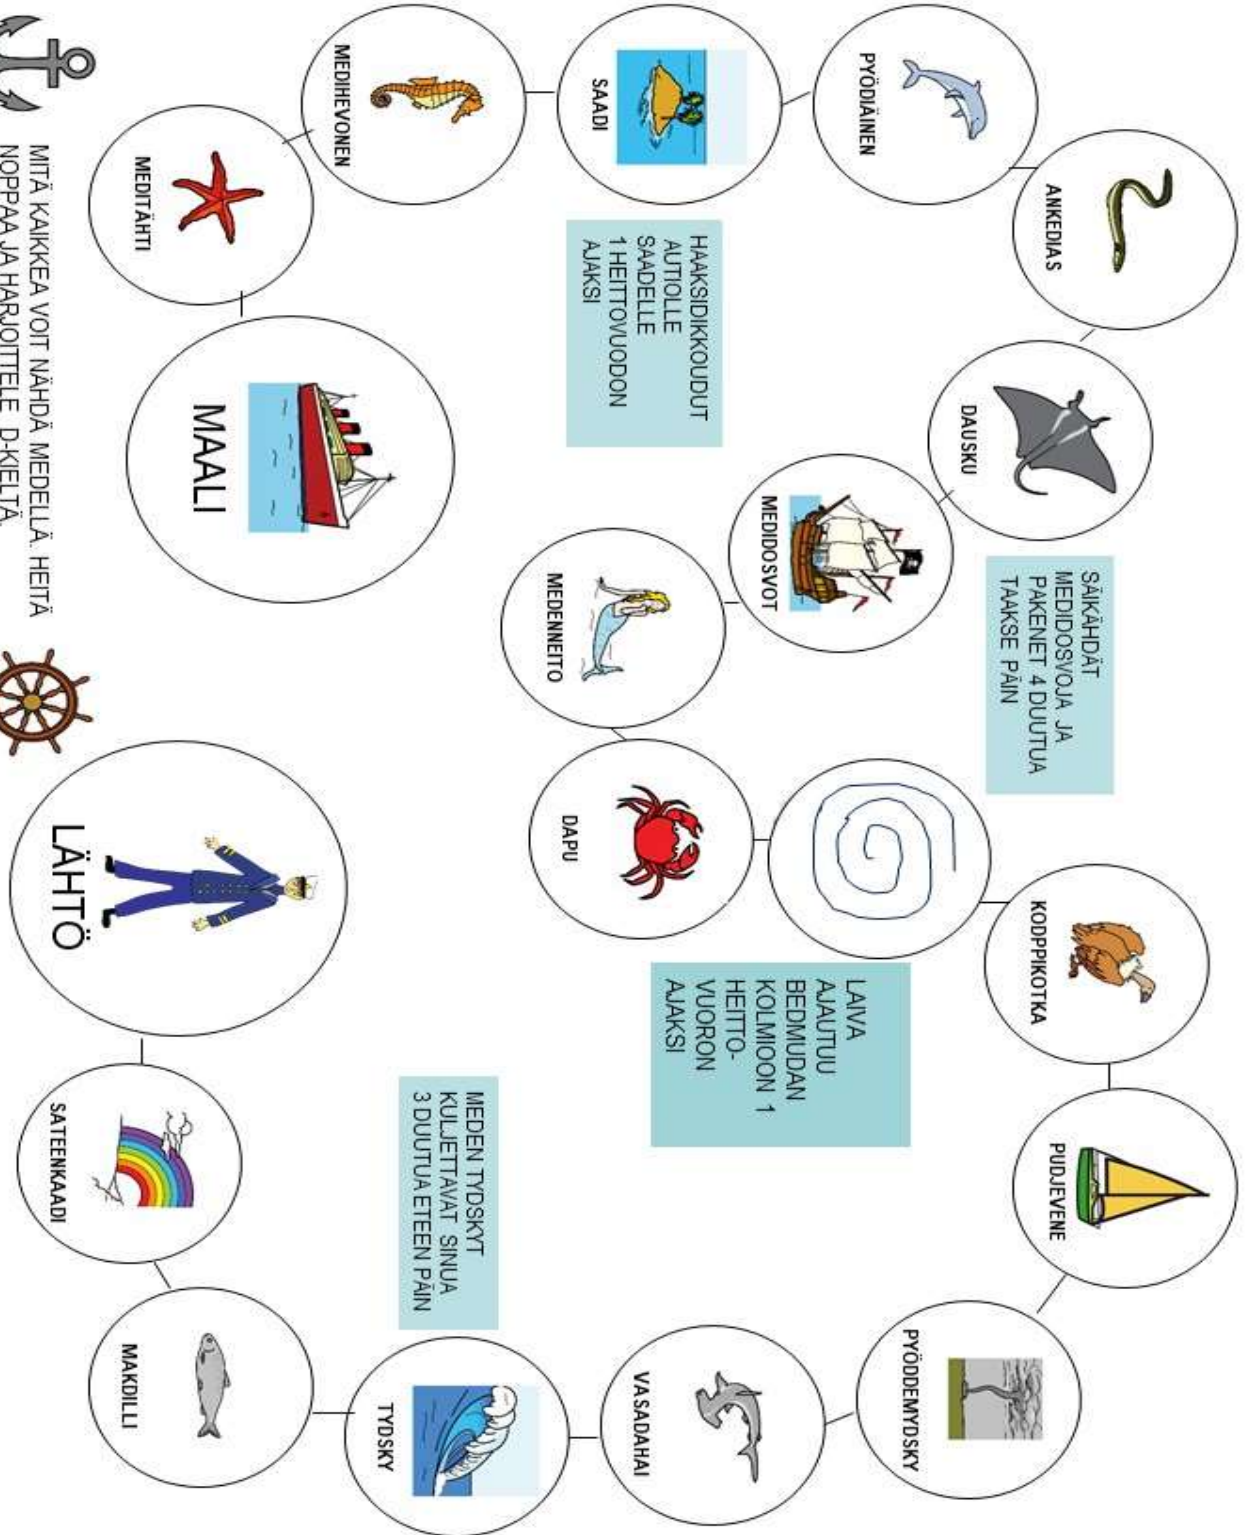 MITÄ KAIKKEA VOIT NÄHDÄ MEDELLÄ. HEITÄ
NOPPAA JA HARJOITTELE D-KIELTÄ.
LÄHTÖ
SATEENKAADI
MAKDILLI
TYDSKY
MEDEN TYDSKYT
KULJETTAVAT SINUA
3 DUUTUA ETEEN PÄIN
VASADAHAI
PYÖDDEMYDSKY
PUDJEVENE
KODPPIKOTKA
LAIVA
AJAUTUU
BEDMUDAN
KOLMIOON 1
HEITTO-
VUORON
AJAKSI
DAPU
MEDENNEITO
MEDIDOSVOT
SÄIKÄHDÄT
MEDIDOSVOJA JA
PAKENET 4 DUUTUA
TAAKSE PÄIN
DAUSKU
ANKEDIAS
PYÖDIÄINEN
SAADI
HAAKSIDIKKOUDUT
AUTIOLLE
SAADELLE
1 HEITTOVUODON
AJAKSI
MEDIHEVONEN
MEDITÄHTI
MAALI